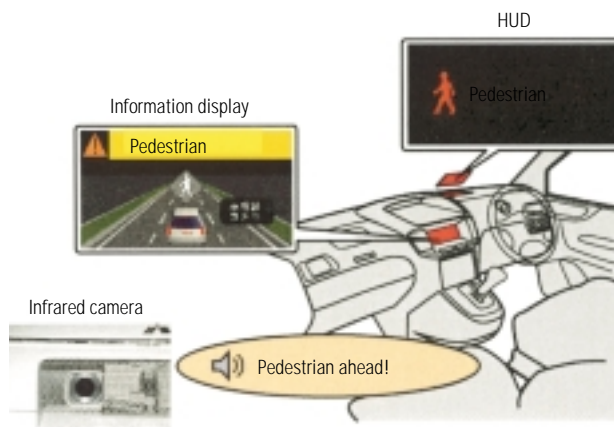 HUD
Pedestrian
Information display
Pedestrian
Infrared camera
Pedestrian ahead!